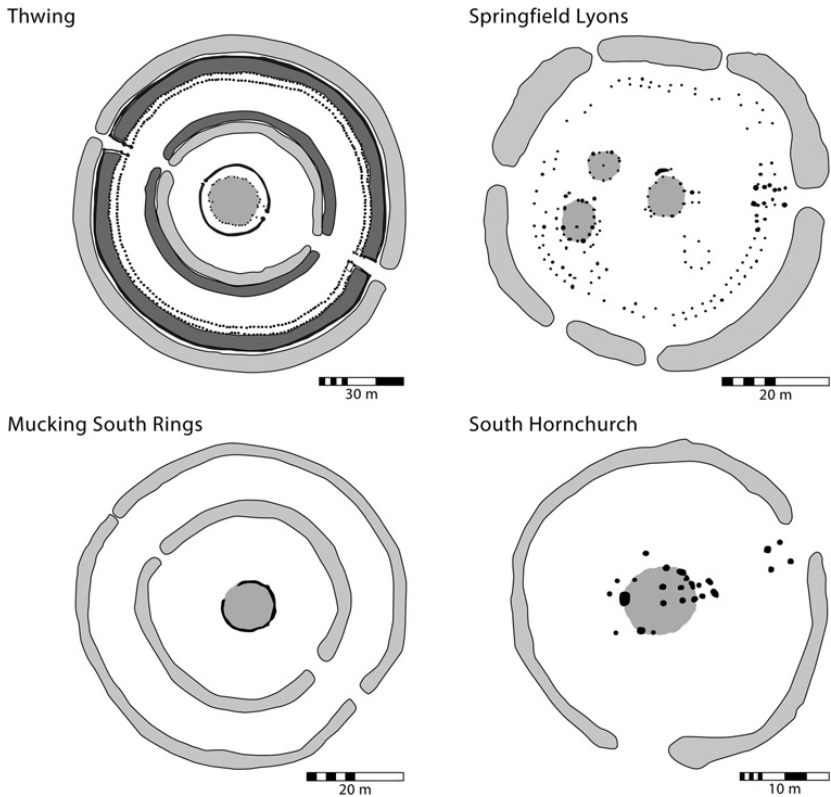 Thwing
Springfield Lyons
30 m
20 m
Mucking South Rings
South Hornchurch
20 m
10 m